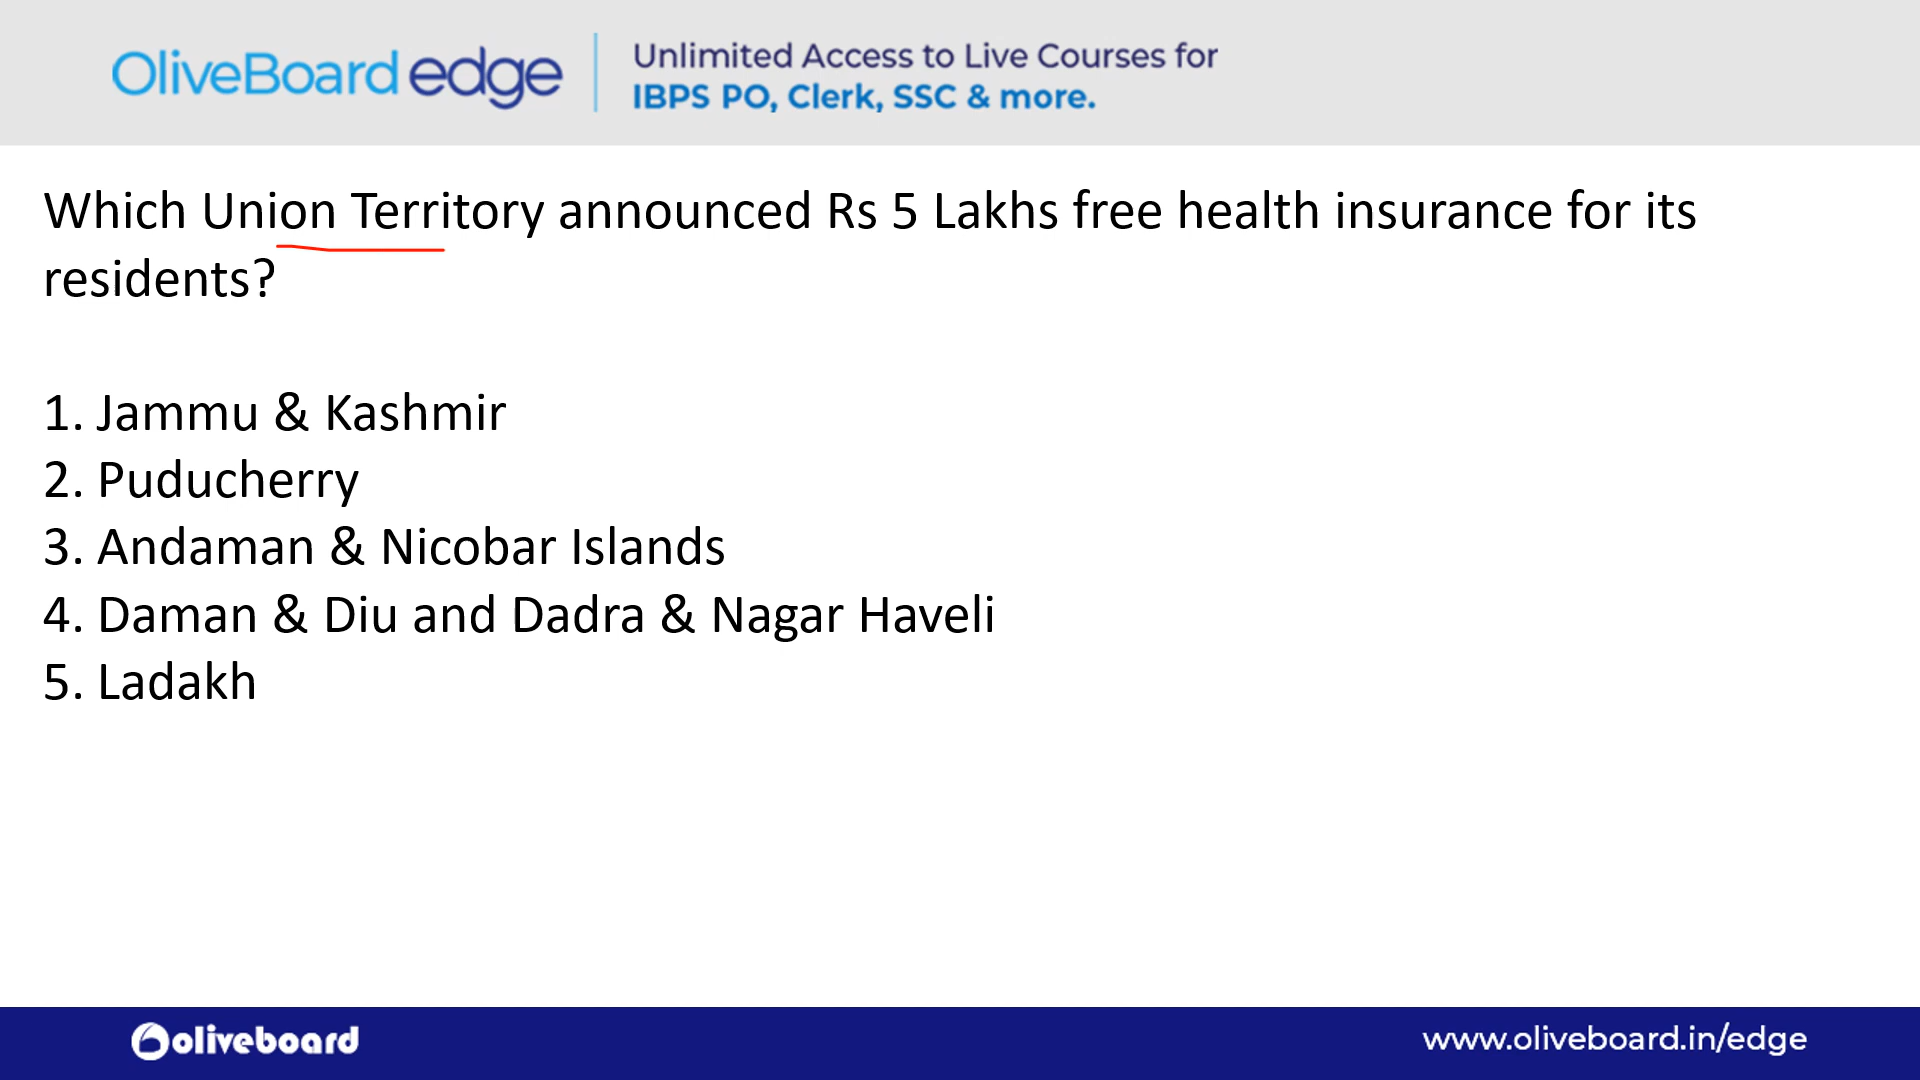 OliveBoard edge
Unlimited Access to Live Courses for
IBPS PO, Clerk, SSC & more.
Which Union Territory announced Rs 5 Lakhs free health insurance for its
residents?
1. Jammu & Kashmir
2. Puducherry
3. Andaman & Nicobar Islands
4. Daman & Diu and Dadra & Nagar Haveli
5. Ladakh
oliveboard
www.oliveboard.in/edge